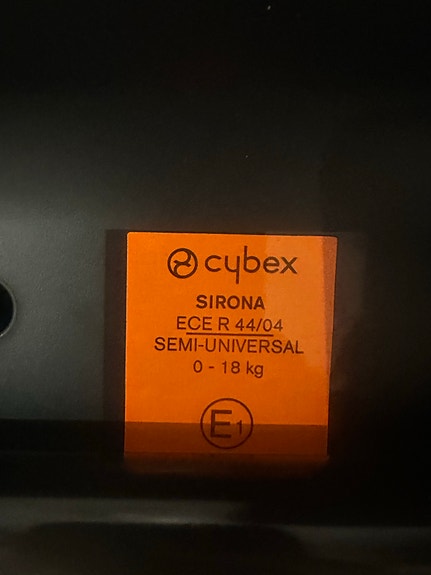 cybex
SIRONA
ECE R 44/04
SEMI-UNIVERSAL
0 - 18 kg
E1